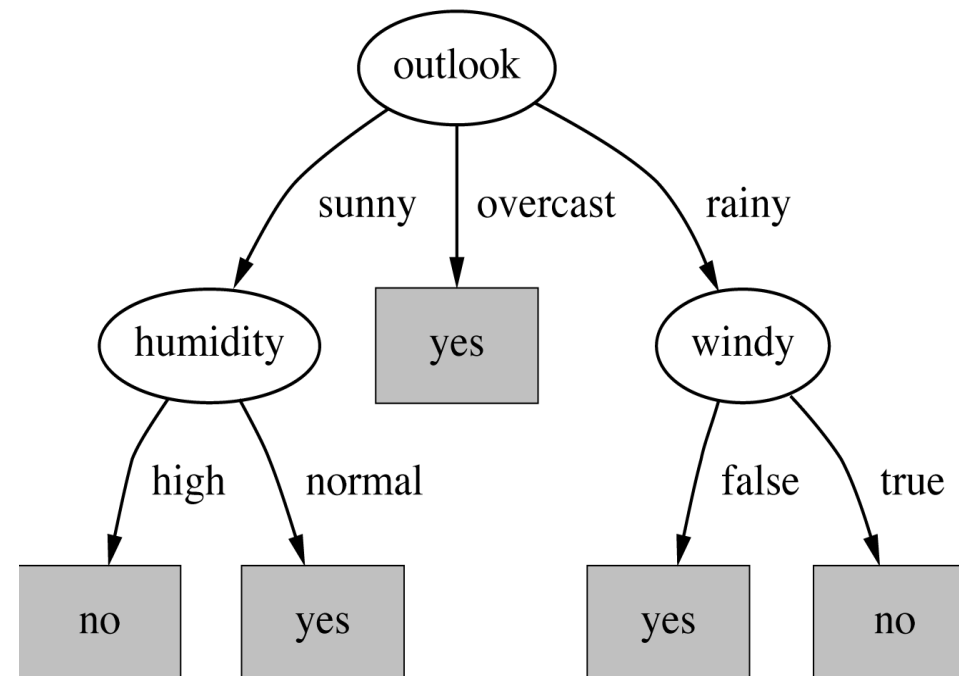 outlook
sunny overcast rainy
humidity yes windy
high normal false true
no yes yes no